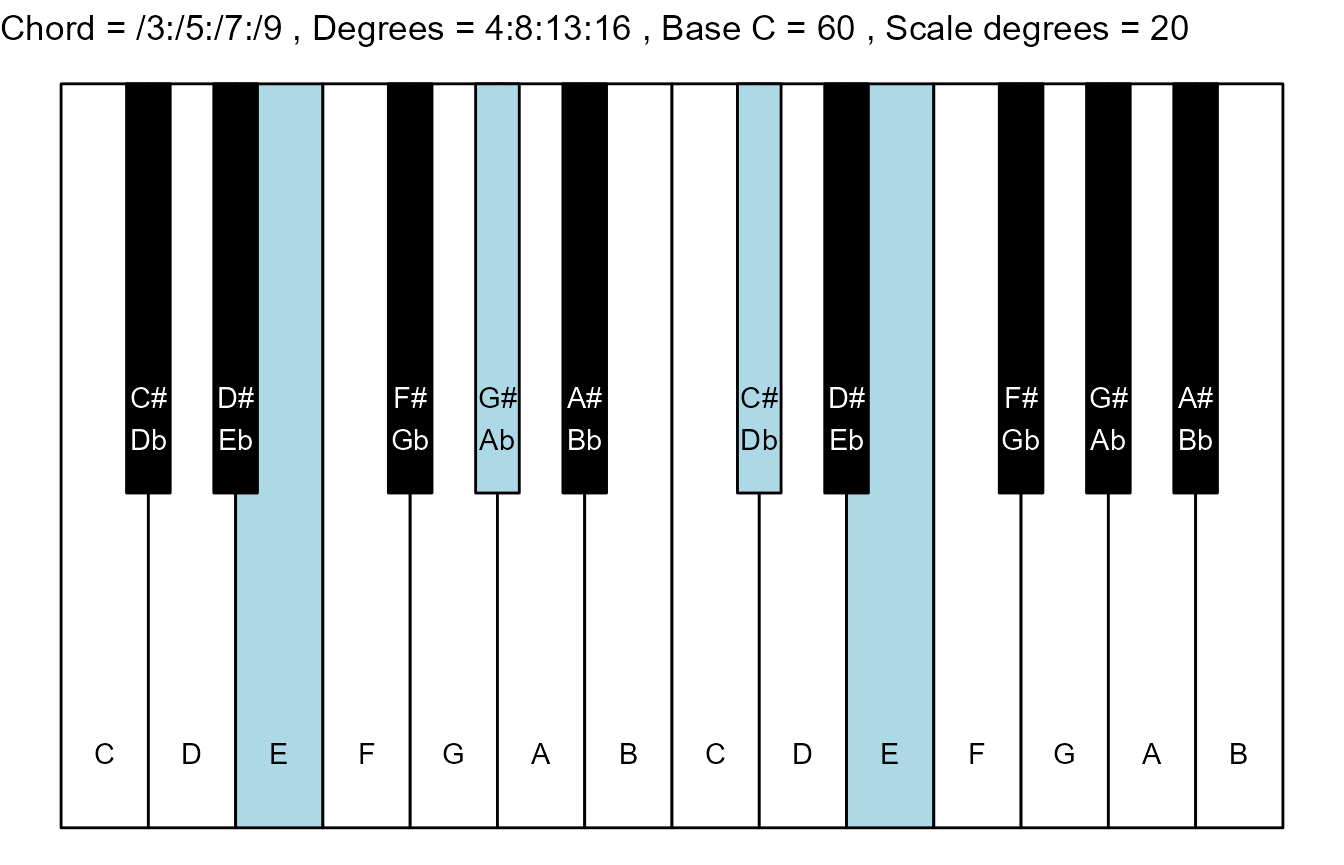 Chord = /3:/5:/7:/9 , Degrees = 4:8:13:16 , Base C = 60 , Scale degrees = 20
C# D# F# G# A# C# D# F# G# A#
Db Eb Gb Ab Bb Db Eb Gb Ab Bb
C D E F G A B C D E F G A B